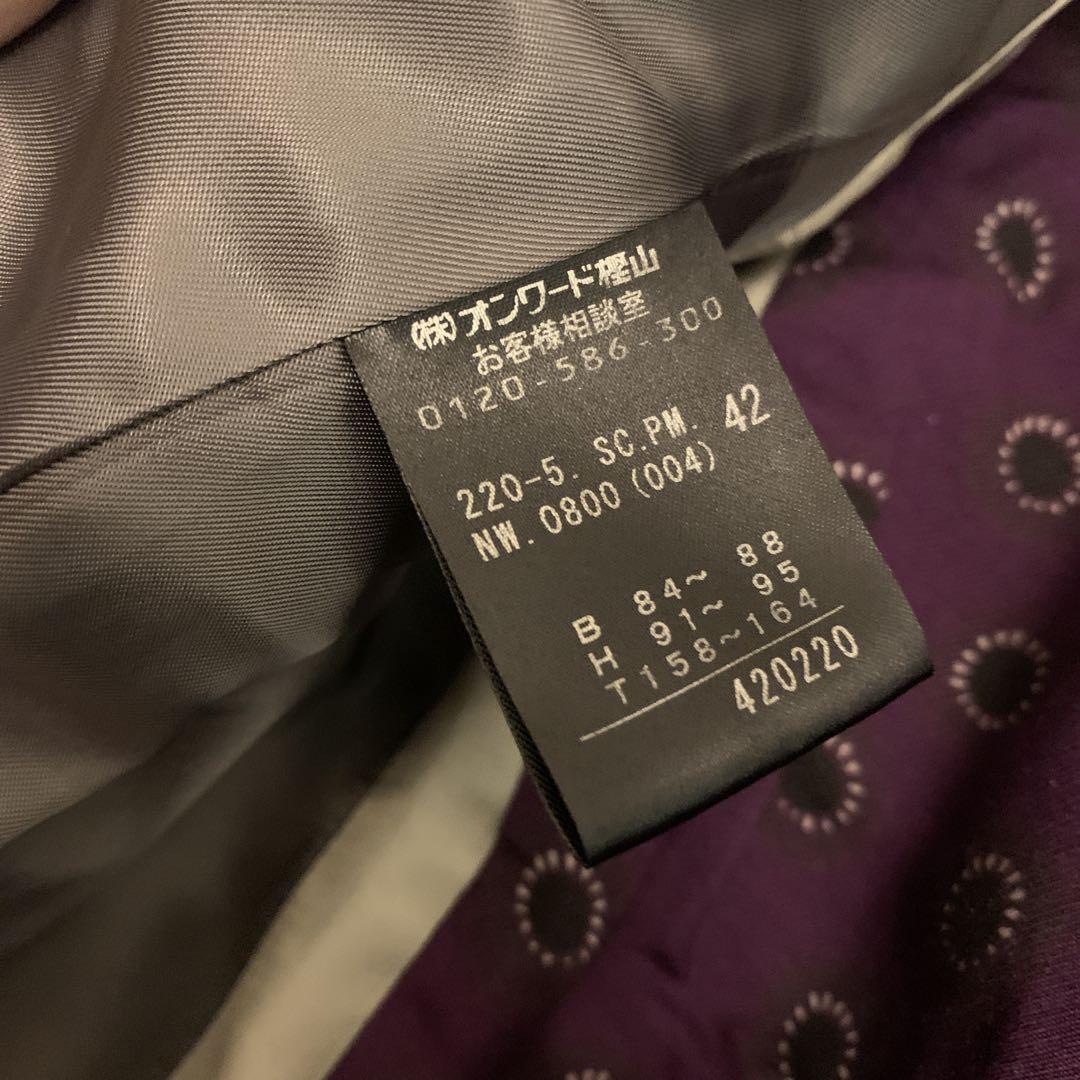 (株)オンワード樫山
お客様相談室
0120-586-300
220-5. SC.PM. 42
NW. 0800 (004)
B 84~ 88
H 91~ 95
T 158~164
420220